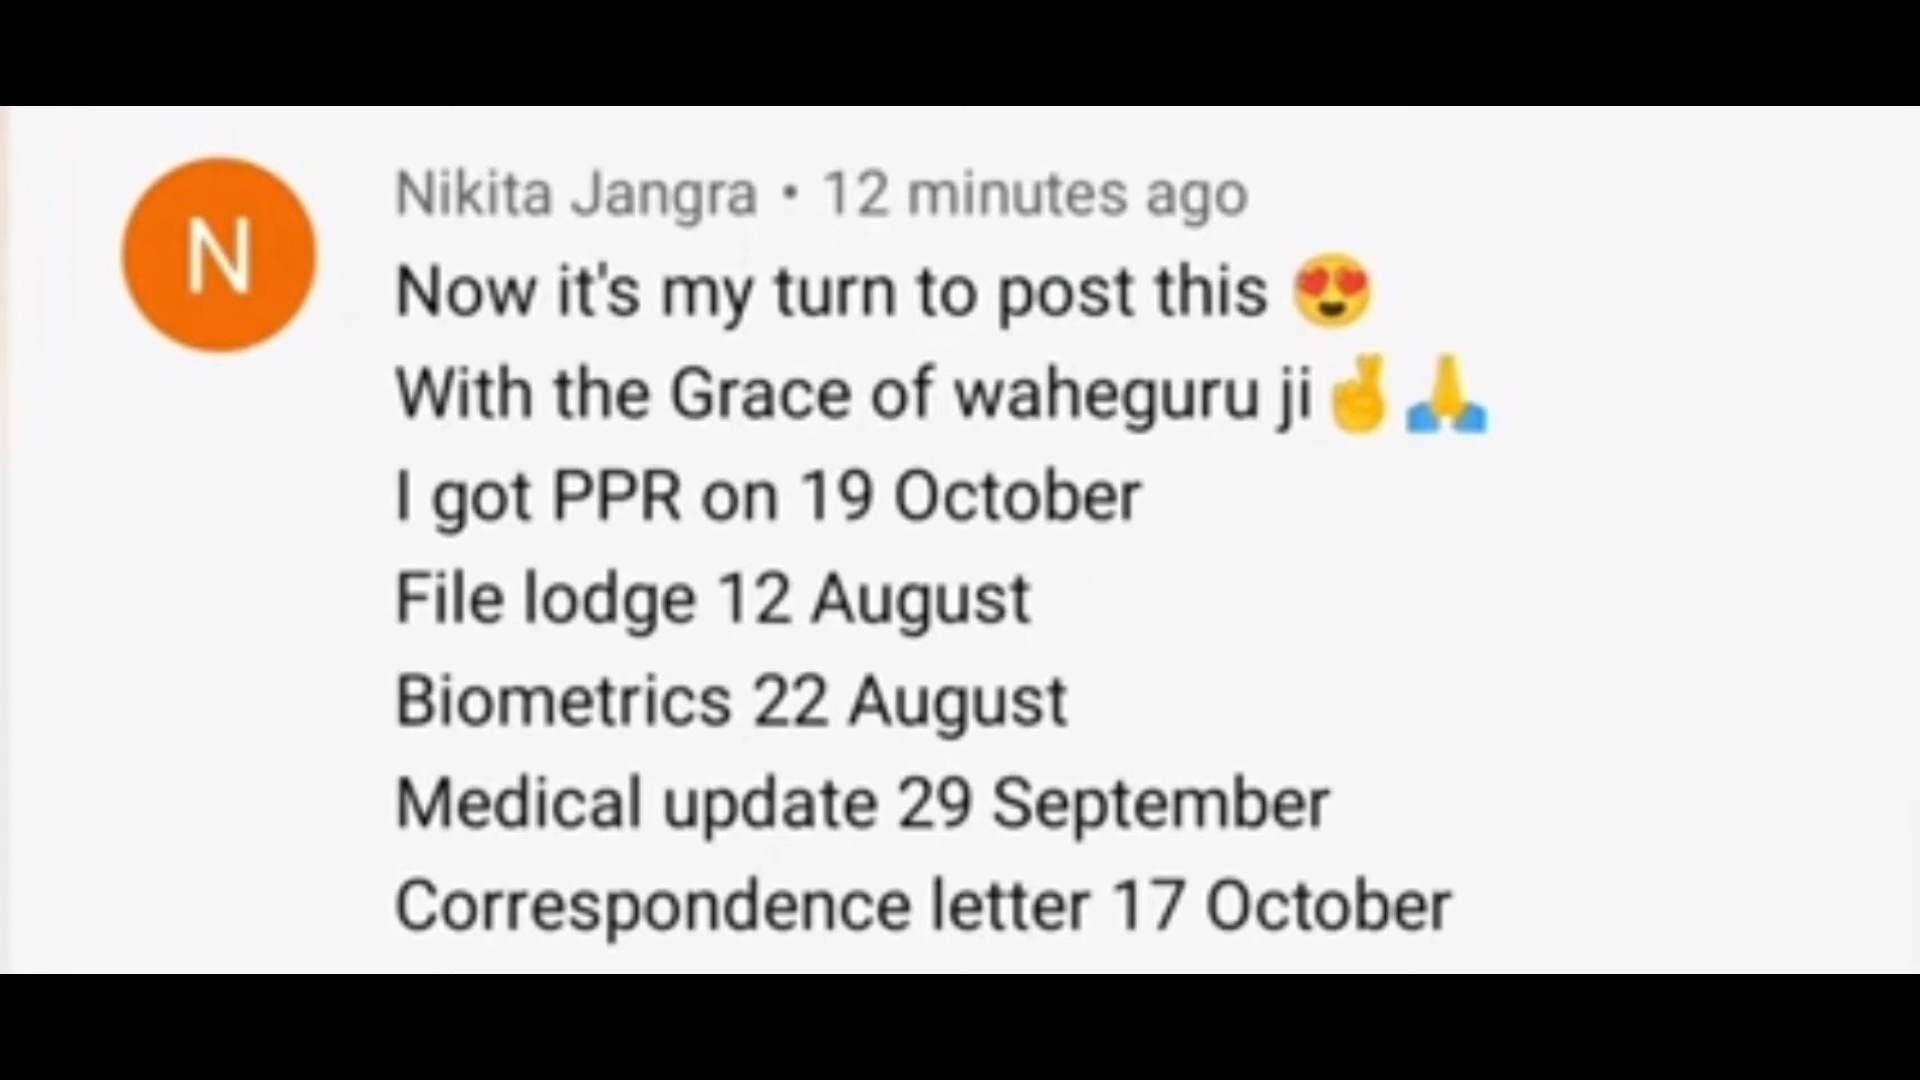 N
Nikita Jangra • 12 minutes ago
Now it's my turn to post this 😍
With the Grace of waheguru ji🤞🙏
I got PPR on 19 October
File lodge 12 August
Biometrics 22 August
Medical update 29 September
Correspondence letter 17 October